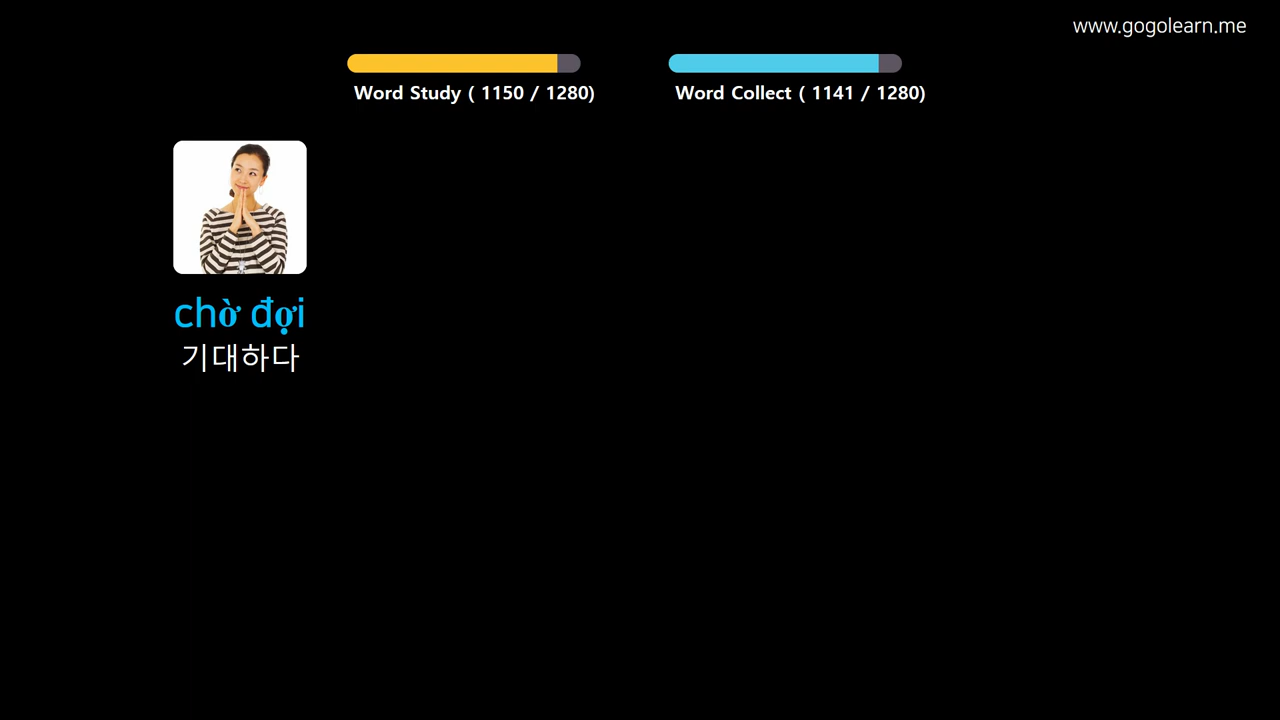 www.gogolearn.me
Word Study ( 1150 / 1280)
Word Collect ( 1141 / 1280)
chờ đợi
기대하다